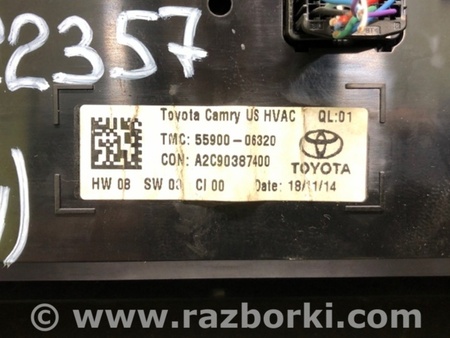 22357
Toyota Camry US HVAC QL:01
TMC: 55900-06320
CON: A2C90387400
TOYOTA
HW 08 SW 03 CI 00 Date: 18/11/14
© www.razborki.com